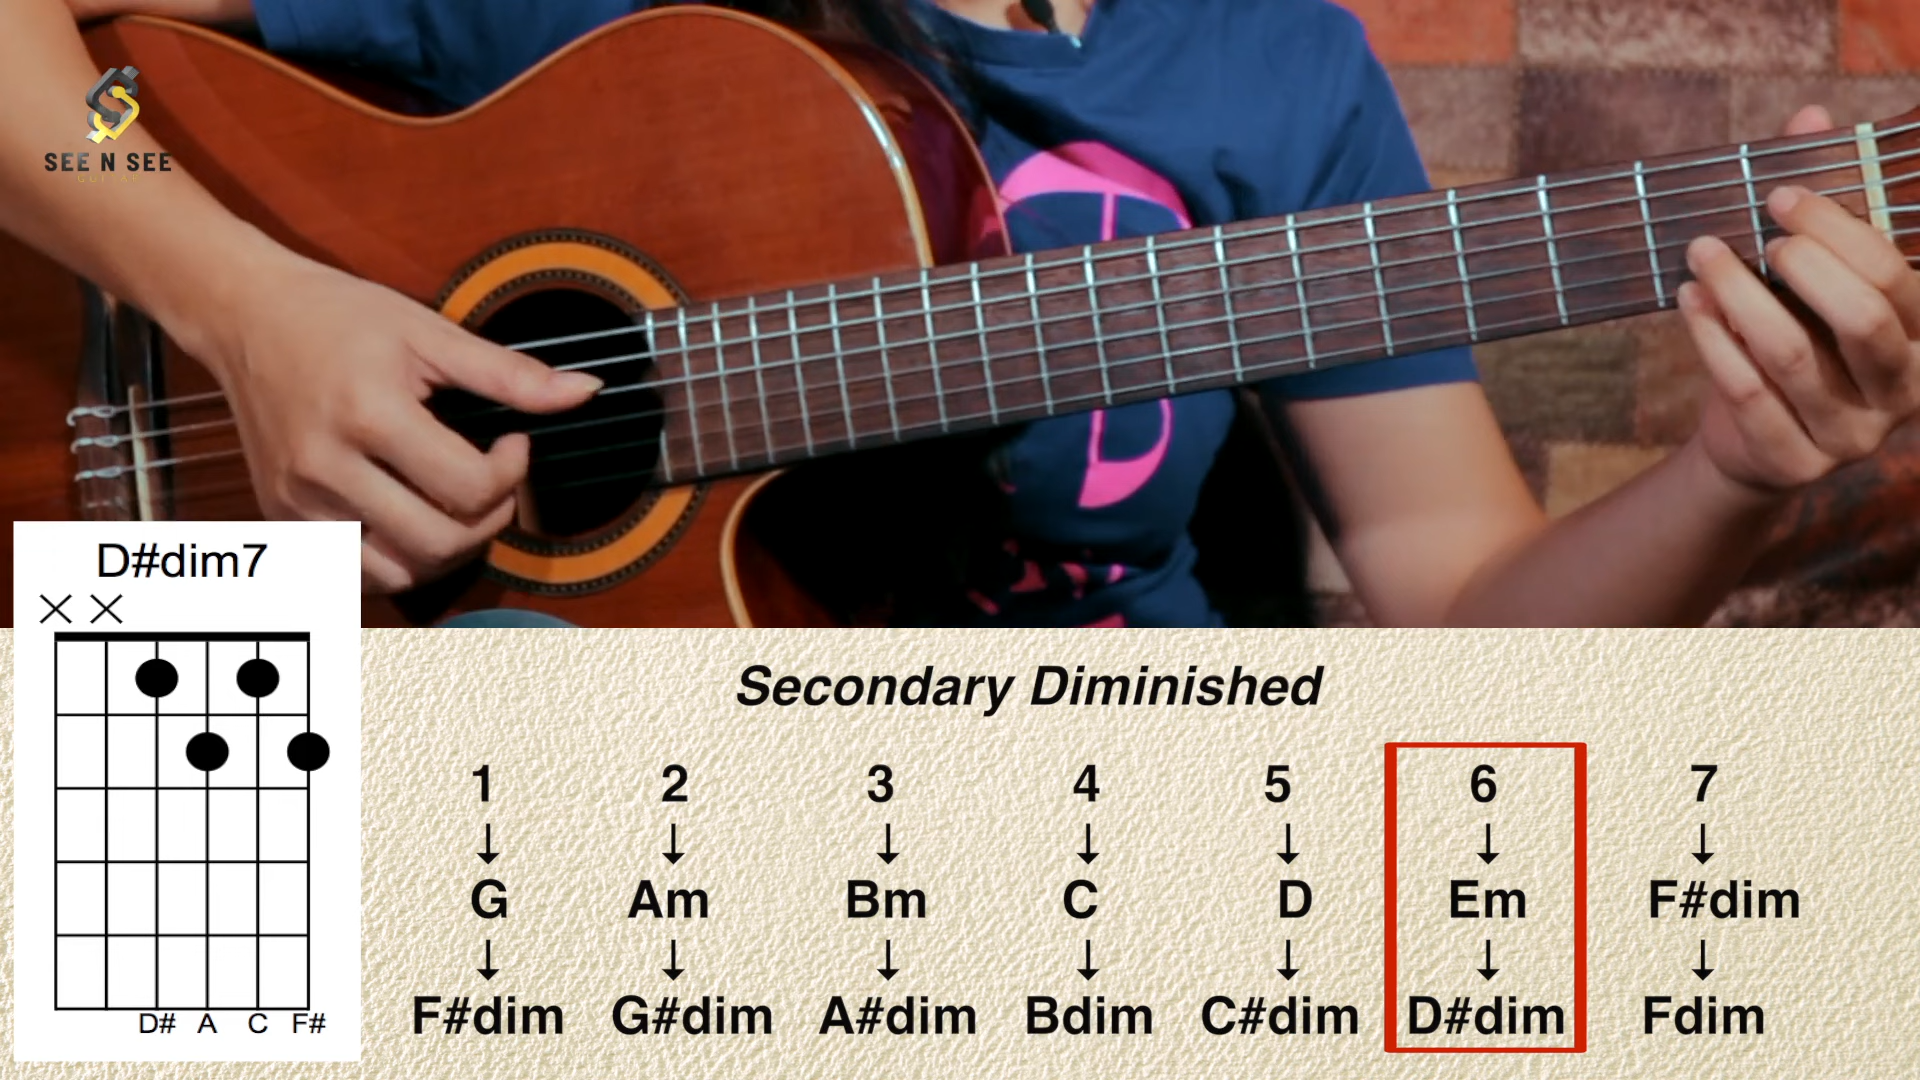 SEE N SEE
GUITAR
D#dim7
D# A C F#
Secondary Diminished
1 2 3 4 5 6 7
↓ ↓ ↓ ↓ ↓ ↓ ↓
G Am Bm C D Em F#dim
↓ ↓ ↓ ↓ ↓ ↓ ↓
F#dim G#dim A#dim Bdim C#dim D#dim Fdim